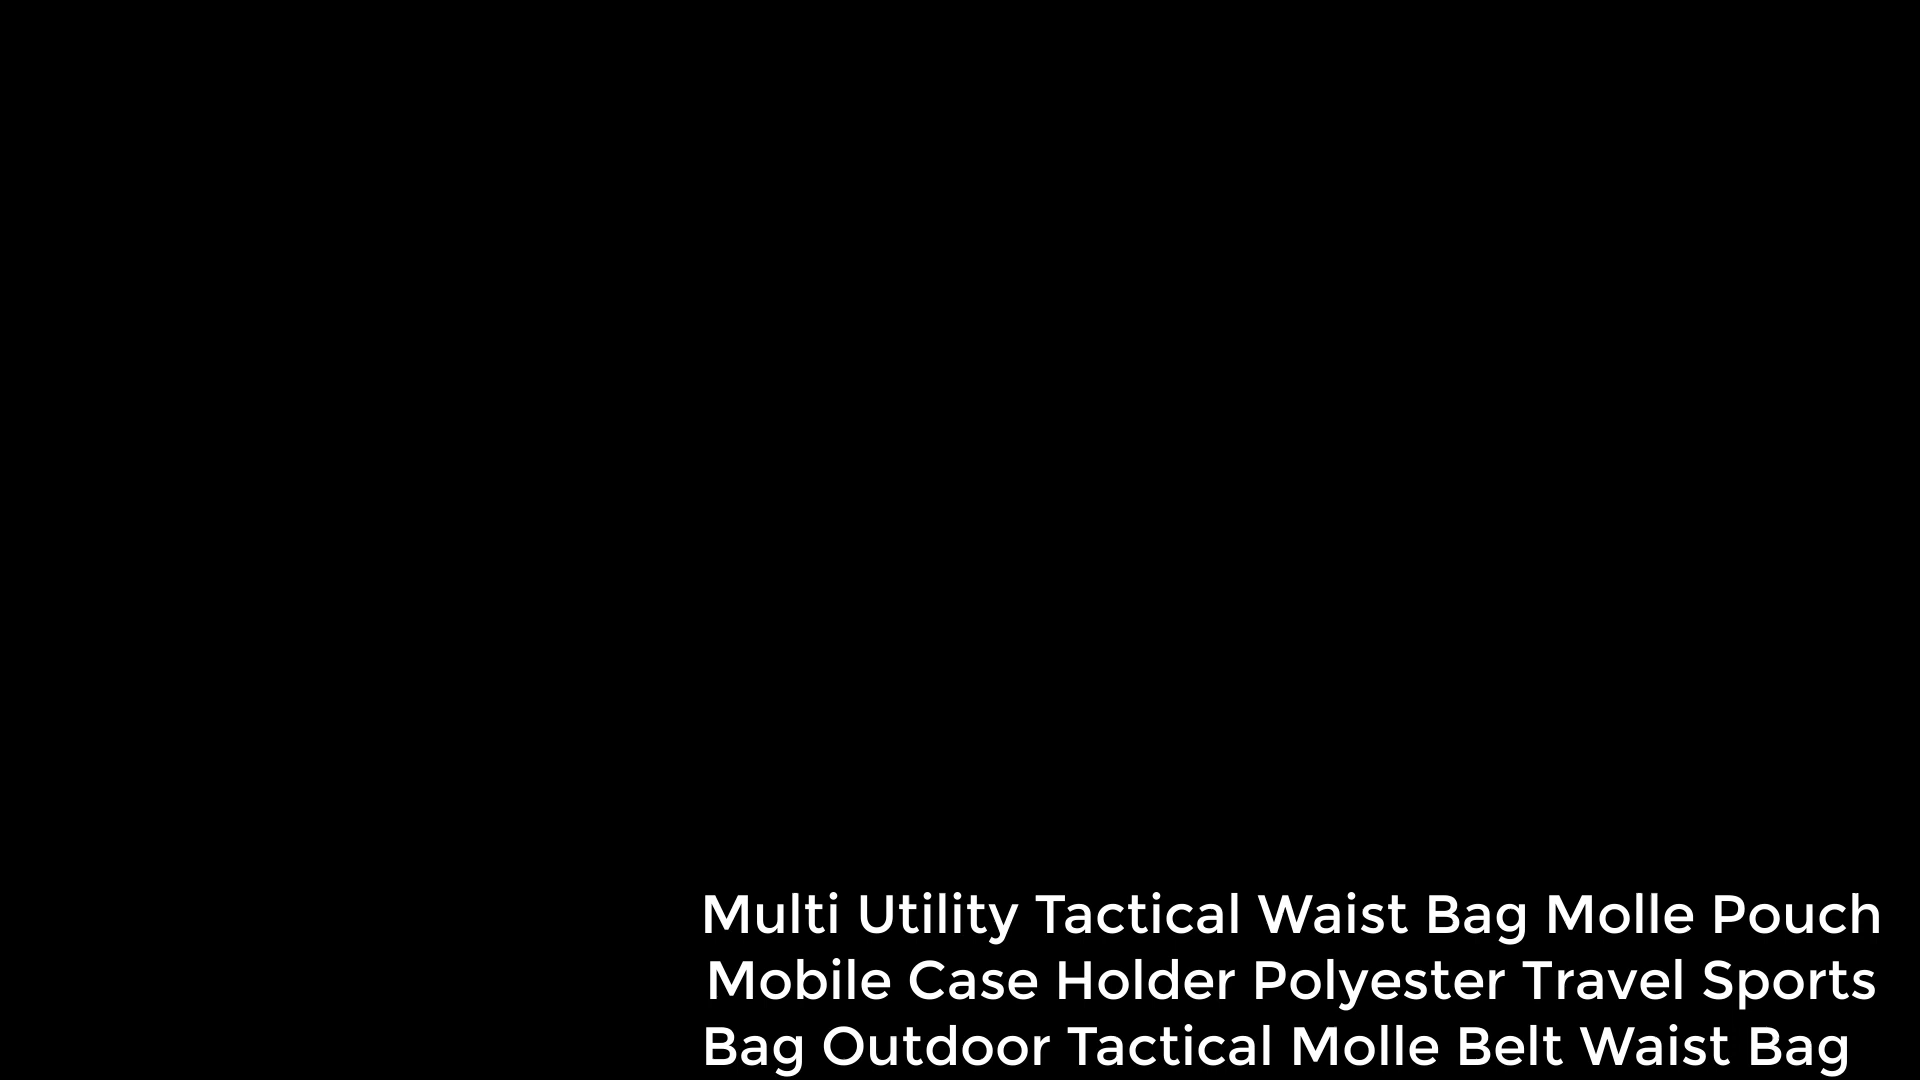 Multi Utility Tactical Waist Bag Molle Pouch
Mobile Case Holder Polyester Travel Sports
Bag Outdoor Tactical Molle Belt Waist Bag